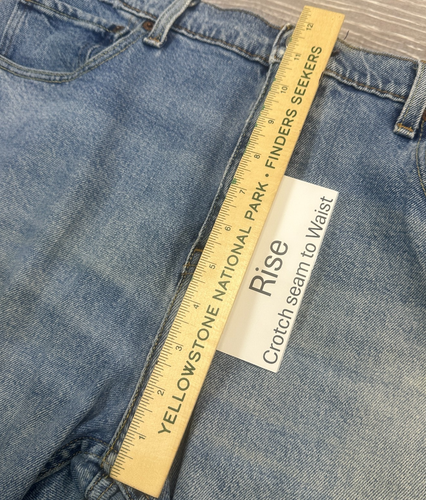 1 2 3 4 5 6 7 8 9 10 11 12
YELLOWSTONE NATIONAL PARK • FINDERS SEEKERS
Rise
Crotch seam to Waist